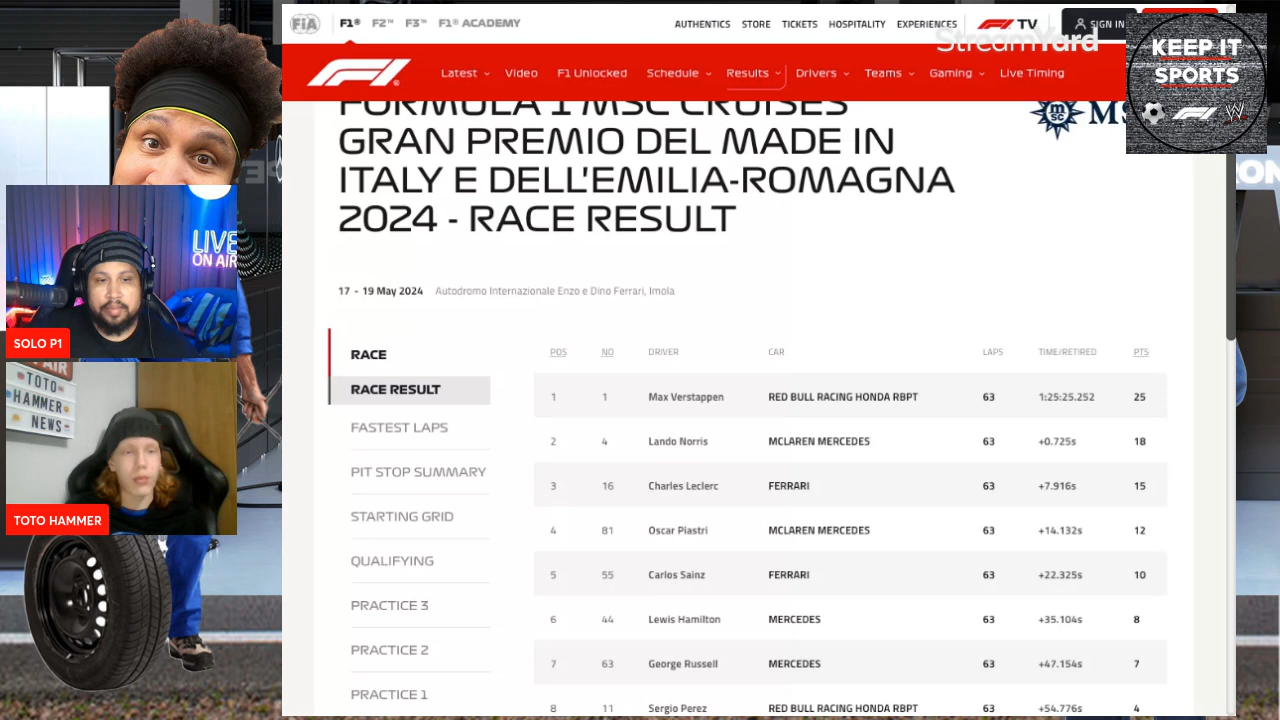 FIA
F1® F2™ F3™ F1® ACADEMY
AUTHENTICS STORE TICKETS HOSPITALITY EXPERIENCES
F1 TV
SIGN IN
StreamYard
F1 ®
Latest Video F1 Unlocked Schedule Results Drivers Teams Gaming Live Timing
KEEP IT
SPORTS
F1
W
FORMULA 1 MSC CRUISES
GRAN PREMIO DEL MADE IN
ITALY E DELL'EMILIA-ROMAGNA
2024 - RACE RESULT
msc
17 - 19 May 2024 Autodromo Internazionale Enzo e Dino Ferrari, Imola
RACE
RACE RESULT
FASTEST LAPS
PIT STOP SUMMARY
STARTING GRID
QUALIFYING
PRACTICE 3
PRACTICE 2
PRACTICE 1
POS NO DRIVER CAR LAPS TIME/RETIRED PTS
1 1 Max Verstappen RED BULL RACING HONDA RBPT 63 1:25:25.252 25
2 4 Lando Norris MCLAREN MERCEDES 63 +0.725s 18
3 16 Charles Leclerc FERRARI 63 +7.916s 15
4 81 Oscar Piastri MCLAREN MERCEDES 63 +14.132s 12
5 55 Carlos Sainz FERRARI 63 +22.325s 10
6 44 Lewis Hamilton MERCEDES 63 +35.104s 8
7 63 George Russell MERCEDES 63 +47.154s 7
8 11 Sergio Perez RED BULL RACING HONDA RBPT 63 +54.776s 4
LIVE
ON AIR
SOLO P1
TOTO
HAMMER
NEWS
TOTO HAMMER